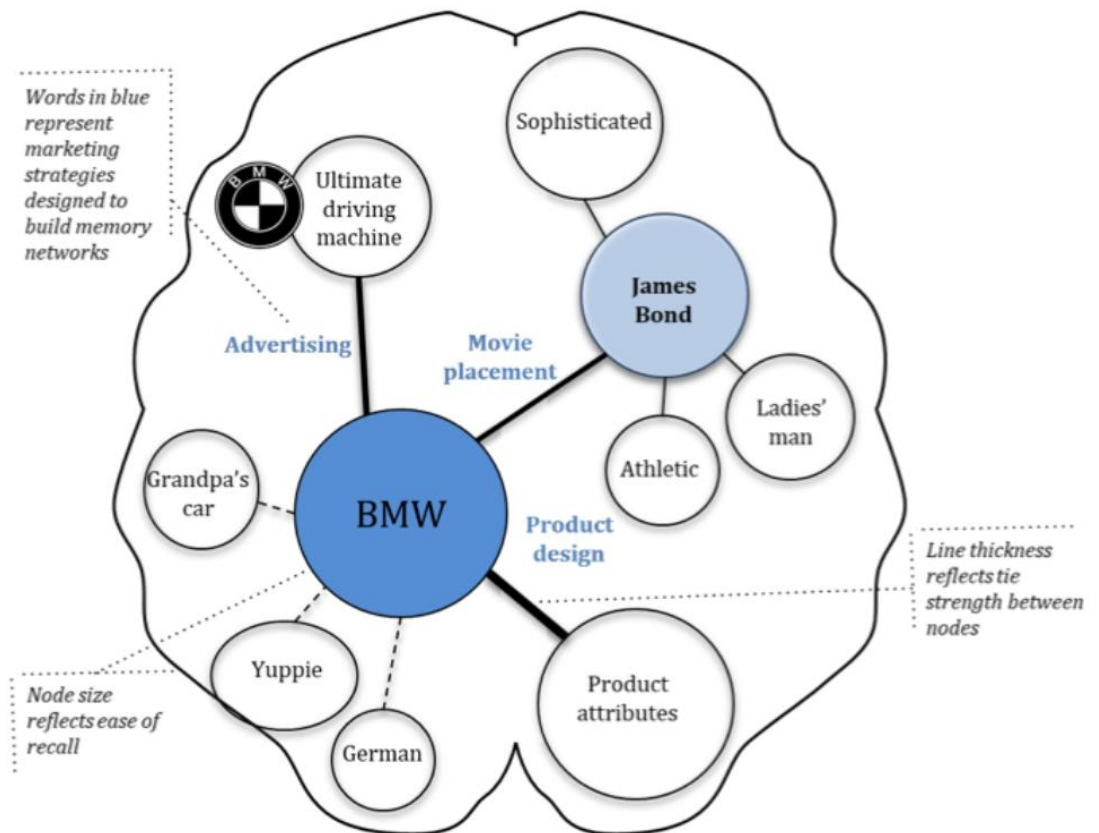 Words in blue
represent
marketing
strategies
designed to
build memory
networks
Sophisticated
BMW
Ultimate
driving
machine
James
Bond
Advertising
Movie
placement
Ladies’
man
Athletic
Grandpa’s
car
BMW
Product
design
Line thickness
reflects tie
strength between
nodes
Yuppie
Product
attributes
Node size
reflects ease of
recall
German